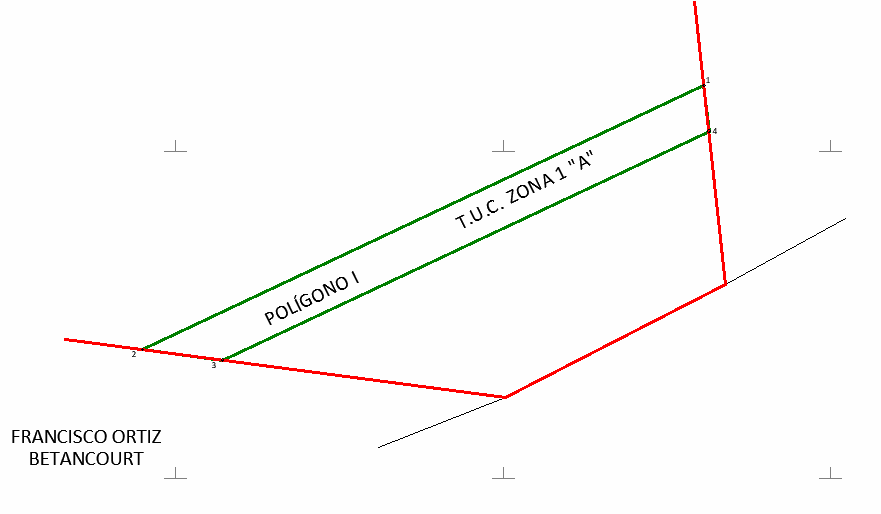 1
4
T.U.C. ZONA 1 "A"
POLÍGONO I
2
3
FRANCISCO ORTIZ
BETANCOURT